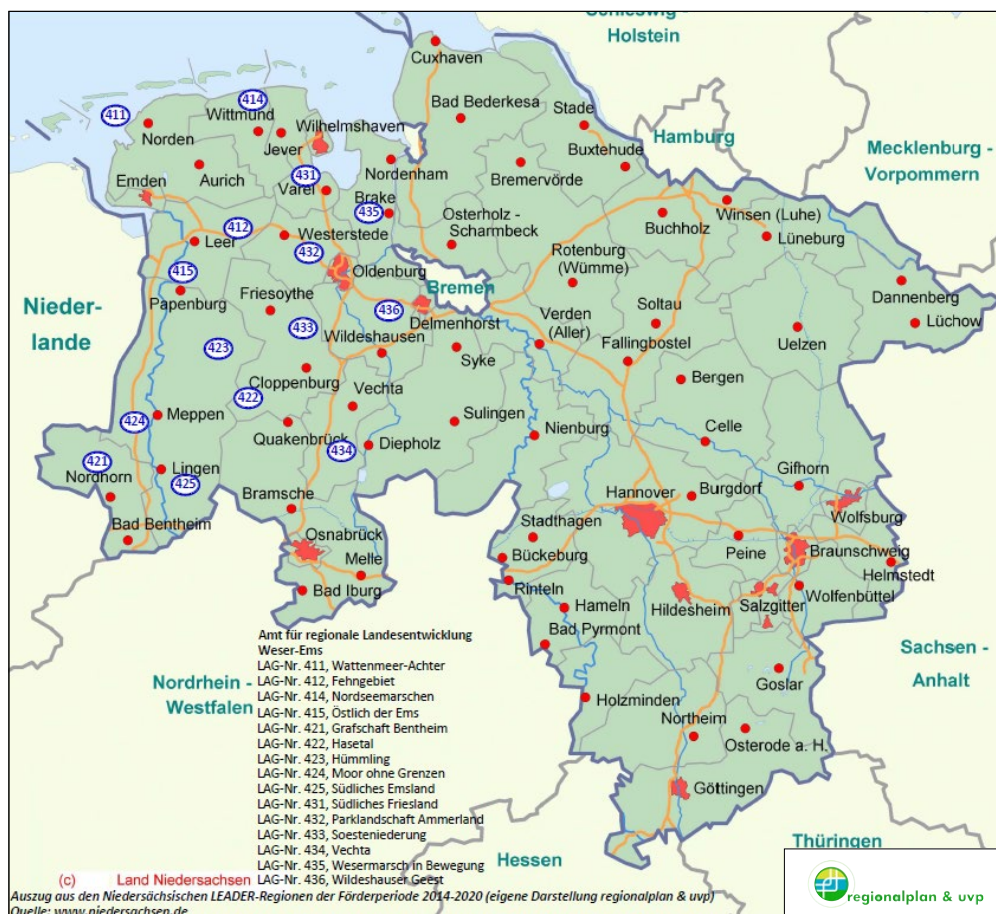 Schleswig -
Holstein
Cuxhaven
411
414
Wittmund
Bad Bederkesa
Stade
Hamburg
Norden
Wilhelmshaven
Jever
Buxtehude
Mecklenburg -
Vorpommern
Aurich
431
Nordenham
Bremervörde
Emden
Varel
Brake
435
Winsen (Luhe)
412
Westerstede
Osterholz -
Scharmbeck
Buchholz
Lüneburg
Leer
432
Rotenburg
(Wümme)
415
Oldenburg
Bremen
Dannenberg
Papenburg
Friesoythe
Soltau
Nieder-
lande
436
Delmenhorst
Verden
(Aller)
Lüchow
433
Wildeshausen
Fallingbostel
Uelzen
423
Syke
Cloppenburg
Bergen
422
Vechta
424
Meppen
Sulingen
Celle
Quakenbrück
Nienburg
434
Diepholz
421
Nordhorn
Lingen
425
Gifhorn
Bramsche
Hannover
Burgdorf
Wolfsburg
Bad Bentheim
Stadthagen
Osnabrück
Peine
Braunschweig
Melle
Bückeburg
Helmstedt
Bad Iburg
Rinteln
Wolfenbüttel
Hameln
Hildesheim
Salzgitter
Bad Pyrmont
Sachsen -
Anhalt
Goslar
Nordrhein -
Westfalen
Holzminden
Northeim
Osterode a. H.
Göttingen
Hessen
Thüringen
Amt für regionale Landesentwicklung
Weser-Ems
LAG-Nr. 411, Wattenmeer-Achter
LAG-Nr. 412, Fehngebiet
LAG-Nr. 414, Nordseemarschen
LAG-Nr. 415, Östlich der Ems
LAG-Nr. 421, Grafschaft Bentheim
LAG-Nr. 422, Hasetal
LAG-Nr. 423, Hümmling
LAG-Nr. 424, Moor ohne Grenzen
LAG-Nr. 425, Südliches Emsland
LAG-Nr. 431, Südliches Friesland
LAG-Nr. 432, Parklandschaft Ammerland
LAG-Nr. 433, Soesteniederung
LAG-Nr. 434, Vechta
LAG-Nr. 435, Wesermarsch in Bewegung
LAG-Nr. 436, Wildeshauser Geest
(c) Land Niedersachsen
Auszug aus den Niedersächsischen LEADER-Regionen der Förderperiode 2014-2020 (eigene Darstellung regionalplan & uvp)
Quelle: www.niedersachsen.de
regionalplan & uvp